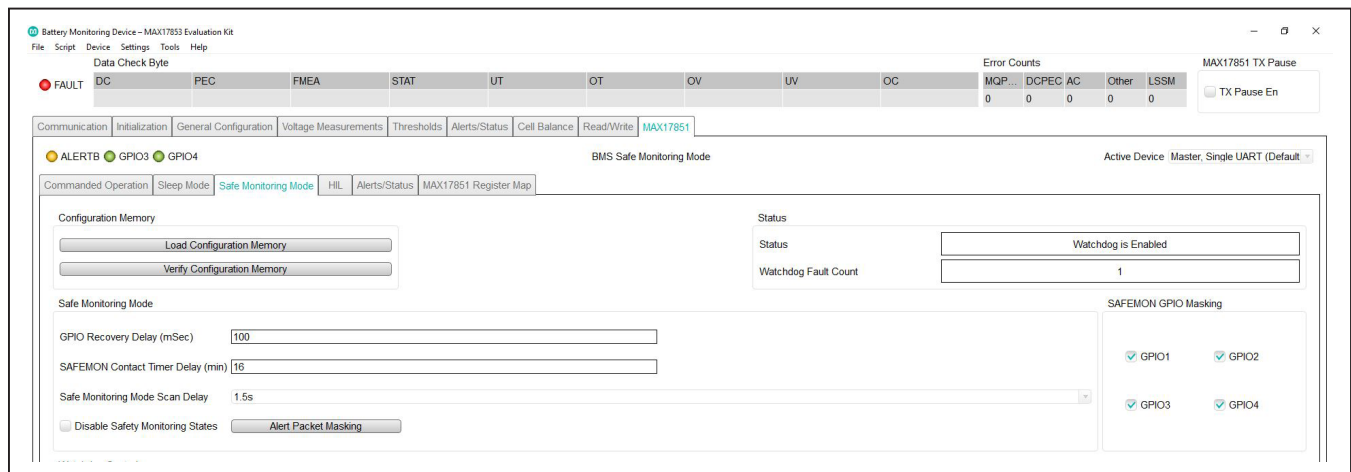 Battery Monitoring Device – MAX17853 Evaluation Kit
File Script Device Settings Tools Help
Data Check Byte
Error Counts
MAX17851 TX Pause
FAULT
DC PEC FMEA STAT UT OT OV UV OC
MQP... DCPEC AC Other LSSM
0 0 0 0 0
TX Pause En
Communication Initialization General Configuration Voltage Measurements Thresholds Alerts/Status Cell Balance Read/Write MAX17851
ALERTB GPIO3 GPIO4
BMS Safe Monitoring Mode
Active Device Master, Single UART (Default
Commanded Operation Sleep Mode Safe Monitoring Mode HIL Alerts/Status MAX17851 Register Map
Configuration Memory
Load Configuration Memory
Verify Configuration Memory
Status
Status Watchdog is Enabled
Watchdog Fault Count 1
Safe Monitoring Mode
GPIO Recovery Delay (mSec) 100
SAFEMON Contact Timer Delay (min) 16
Safe Monitoring Mode Scan Delay 1.5s
Disable Safety Monitoring States Alert Packet Masking
SAFEMON GPIO Masking
GPIO1 GPIO2
GPIO3 GPIO4